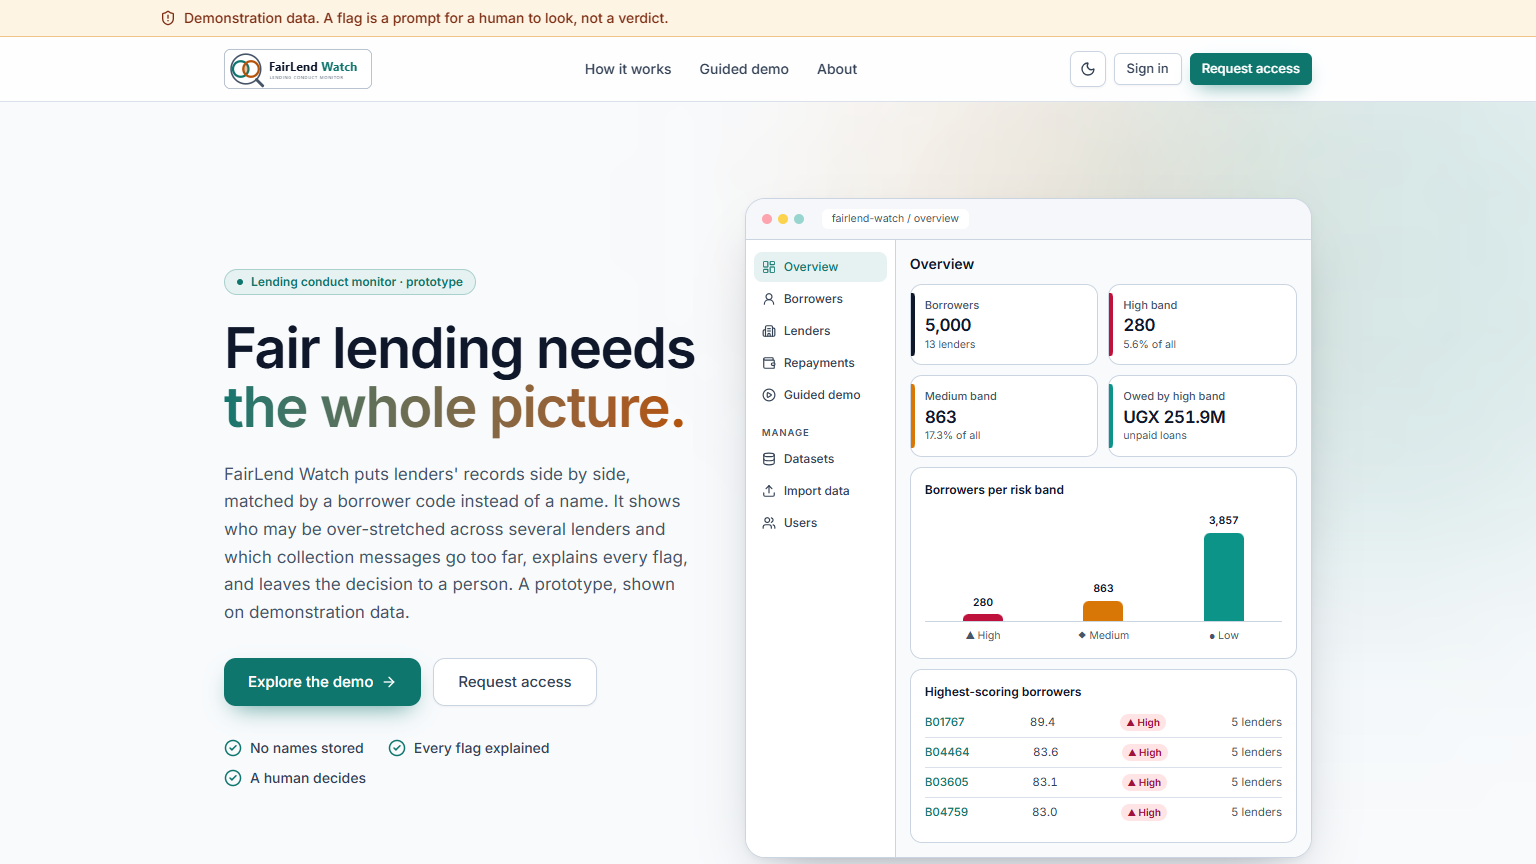 Demonstration data. A flag is a prompt for a human to look, not a verdict.
FairLend Watch
LENDING CONDUCT MONITOR
How it works
Guided demo
About
Sign in
Request access
Lending conduct monitor · prototype
Fair lending needs
the whole picture.
FairLend Watch puts lenders' records side by side,
matched by a borrower code instead of a name. It shows
who may be over-stretched across several lenders and
which collection messages go too far, explains every flag,
and leaves the decision to a person. A prototype, shown
on demonstration data.
Explore the demo →
Request access
No names stored
Every flag explained
A human decides
fairlend-watch / overview
Overview
Borrowers
Lenders
Repayments
Guided demo
MANAGE
Datasets
Import data
Users
Overview
Borrowers
5,000
13 lenders
High band
280
5.6% of all
Medium band
863
17.3% of all
Owed by high band
UGX 251.9M
unpaid loans
Borrowers per risk band
280
863
3,857
▲ High
◆ Medium
● Low
Highest-scoring borrowers
B01767 89.4 ▲ High 5 lenders
B04464 83.6 ▲ High 5 lenders
B03605 83.1 ▲ High 5 lenders
B04759 83.0 ▲ High 5 lenders